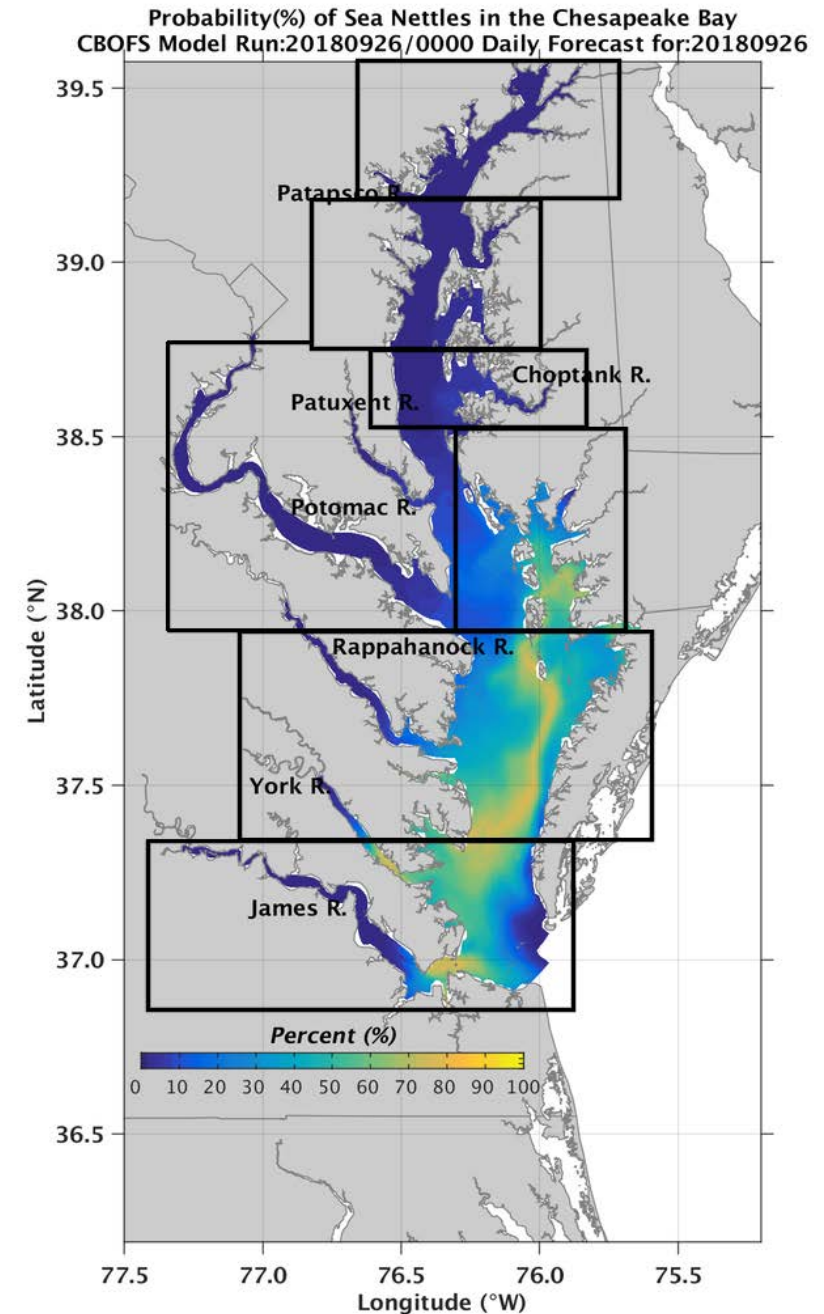 Probability(%) of Sea Nettles in the Chesapeake Bay
CBOFS Model Run:20180926/0000 Daily Forecast for:20180926
39.5
Patapsco R.
39.0
Choptank R.
Patuxent R.
38.5
Potomac R.
38.0
Rappahanock R.
Latitude (°N)
37.5
York R.
James R.
37.0
Percent (%)
0 10 20 30 40 50 60 70 80 90 100
36.5
77.5 77.0 76.5 76.0 75.5
Longitude (°W)